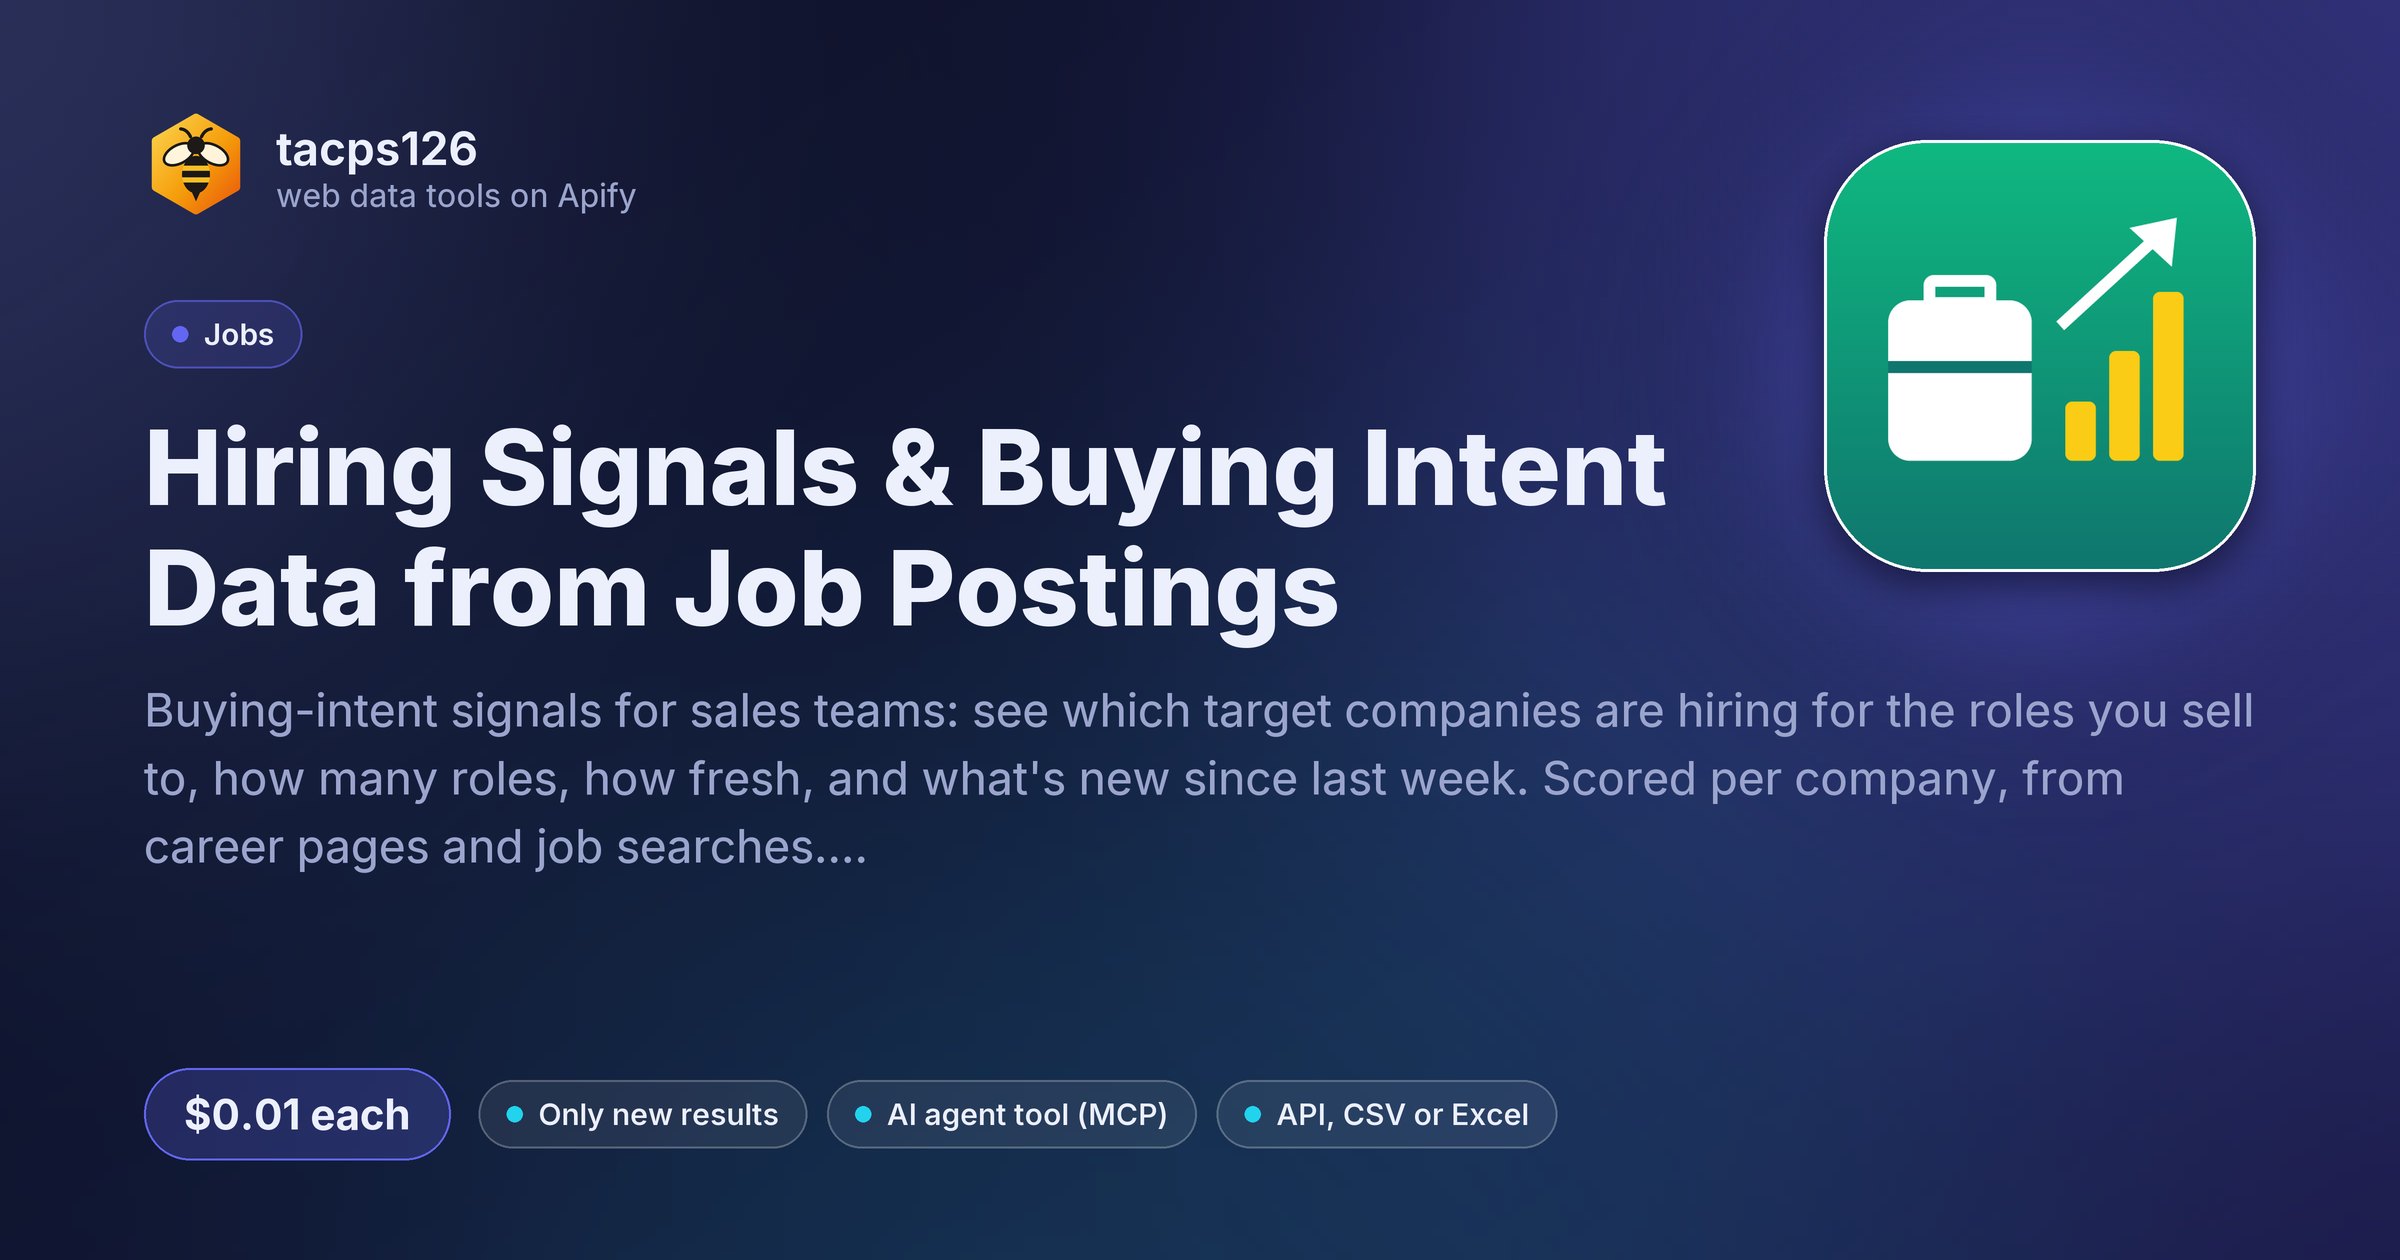 tacps126
web data tools on Apify
Jobs
Hiring Signals & Buying Intent
Data from Job Postings
Buying-intent signals for sales teams: see which target companies are hiring for the roles you sell
to, how many roles, how fresh, and what's new since last week. Scored per company, from
career pages and job searches....
$0.01 each
Only new results
AI agent tool (MCP)
API, CSV or Excel